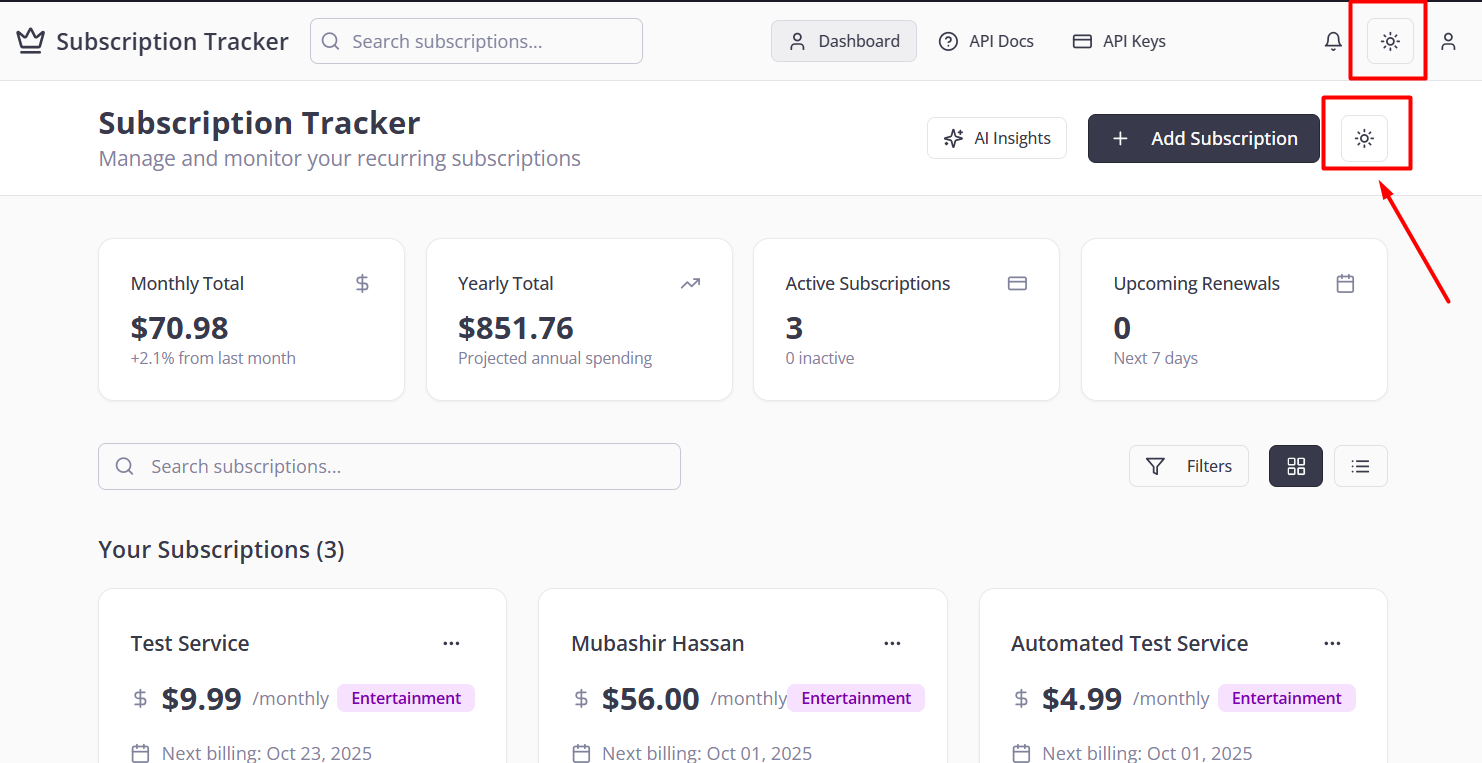 Subscription Tracker
Search subscriptions...
Dashboard
API Docs
API Keys
Subscription Tracker
Manage and monitor your recurring subscriptions
AI Insights
Add Subscription
Monthly Total
$70.98
+2.1% from last month
Yearly Total
$851.76
Projected annual spending
Active Subscriptions
3
0 inactive
Upcoming Renewals
0
Next 7 days
Search subscriptions...
Filters
Your Subscriptions (3)
Test Service
$9.99 /monthly Entertainment
Next billing: Oct 23, 2025
Mubashir Hassan
$56.00 /monthly Entertainment
Next billing: Oct 01, 2025
Automated Test Service
$4.99 /monthly Entertainment
Next billing: Oct 01, 2025